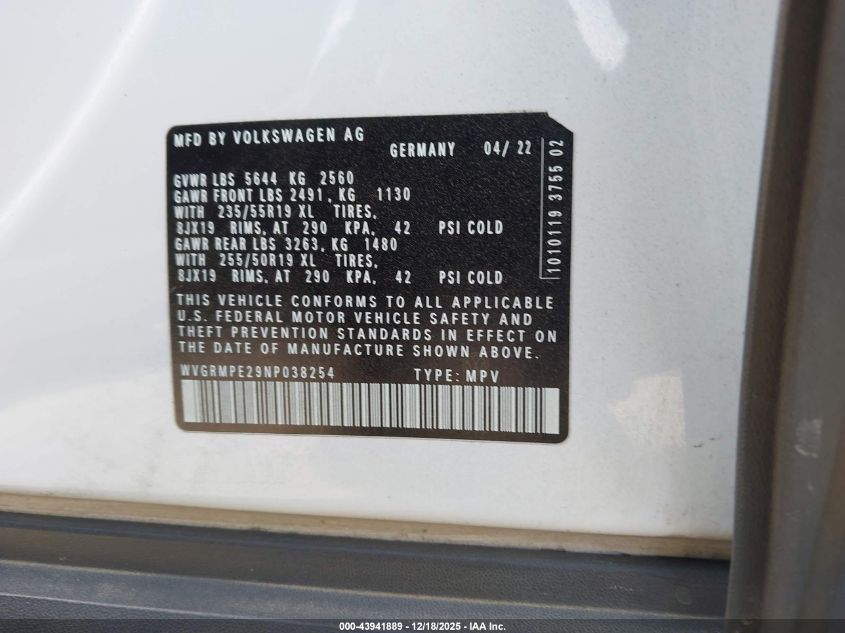 MFD BY VOLKSWAGEN AG
GERMANY 04/ 22
GVWR LBS 5644 KG 2560
GAWR FRONT LBS 2491, KG 1130
WITH 235/55R19 XL TIRES,
8JX19 RIMS, AT 290 KPA, 42 PSI COLD
GAWR REAR LBS 3263, KG 1480
WITH 255/50R19 XL TIRES,
8JX19 RIMS, AT 290 KPA, 42 PSI COLD
THIS VEHICLE CONFORMS TO ALL APPLICABLE
U.S. FEDERAL MOTOR VEHICLE SAFETY AND
THEFT PREVENTION STANDARDS IN EFFECT ON
THE DATE OF MANUFACTURE SHOWN ABOVE.
WVGRMPE29NP038254 TYPE: MPV
1010119 3755 02
000-43941889 - 12/18/2025 - IAA Inc.